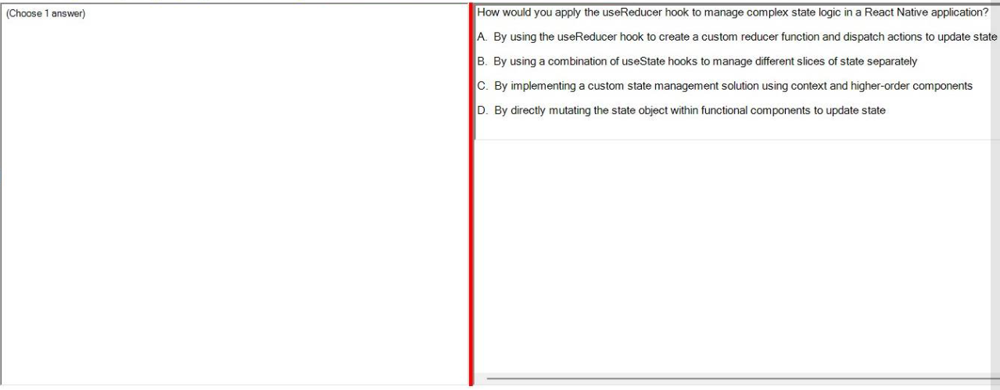 (Choose 1 answer)
How would you apply the useReducer hook to manage complex state logic in a React Native application?
A. By using the useReducer hook to create a custom reducer function and dispatch actions to update state
B. By using a combination of useState hooks to manage different slices of state separately
C. By implementing a custom state management solution using context and higher-order components
D. By directly mutating the state object within functional components to update state